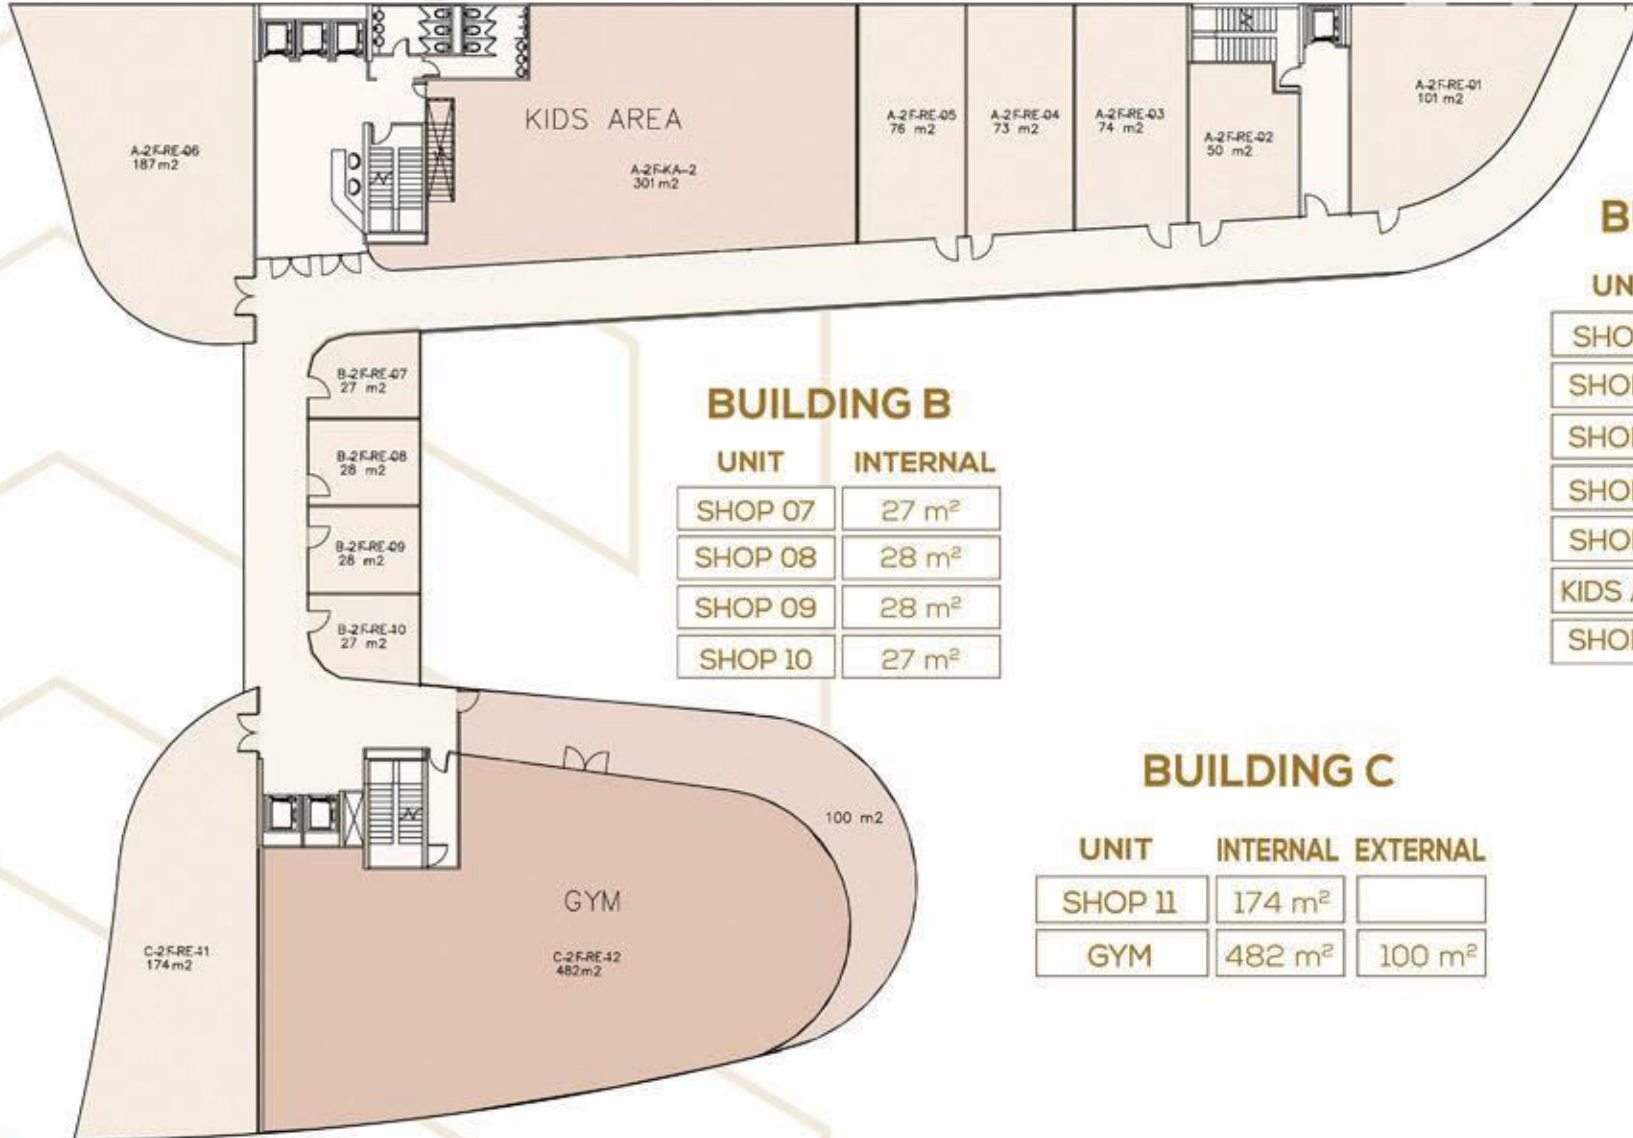 KIDS AREA
A-2F-RE-06
187 m2
A-2F-KA-2
301 m2
A-2F-RE-05
76 m2
A-2F-RE-04
73 m2
A-2F-RE-03
74 m2
A-2F-RE-02
50 m2
A-2F-RE-01
101 m2
B-2F-RE-07
27 m2
B-2F-RE-08
28 m2
B-2F-RE-09
28 m2
B-2F-RE-10
27 m2
BUILDING B
UNIT INTERNAL
SHOP 07 27 m²
SHOP 08 28 m²
SHOP 09 28 m²
SHOP 10 27 m²
B
UN
SHO
SHO
SHO
SHO
SHO
KIDS
SHO
100 m2
GYM
C-2F-RE-11
174 m2
C-2F-RE-12
482 m2
BUILDING C
UNIT INTERNAL EXTERNAL
SHOP 11 174 m²
GYM 482 m² 100 m²